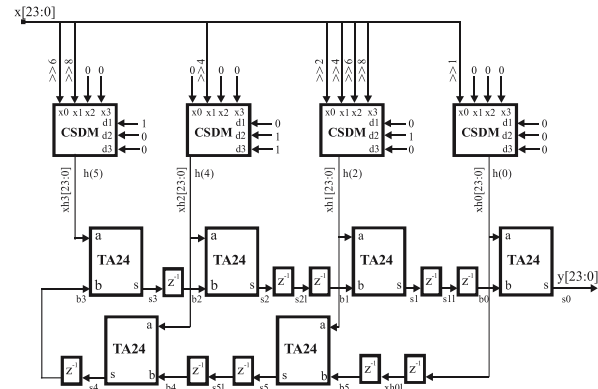 x[23:0]
>>6 >>8 0 0 0 >>4 0 0 >>2 >>4 >>6 >>8 >>1 0 0 0
x0 x1 x2 x3 x0 x1 x2 x3 x0 x1 x2 x3 x0 x1 x2 x3
d1 1 d1 0 d1 0 d1 0
CSDM d2 0 CSDM d2 1 CSDM d2 1 CSDM d2 0
d3 0 d3 1 d3 0 d3 0
xh3[23:0] h(5) xh2[23:0] h(4) xh1[23:0] h(2) xh0[23:0] h(0)
a a a a
TA24 TA24 TA24 TA24
y[23:0]
b s z⁻¹ b s z⁻¹ z⁻¹ b s z⁻¹ z⁻¹ b s
b3 s3 b2 s2 s2l b1 s1 s1l b0 s0
a a
TA24 TA24
z⁻¹ s b z⁻¹ z⁻¹ s b z⁻¹ z⁻¹
s4 b4 s5l s5 b5 xh0l